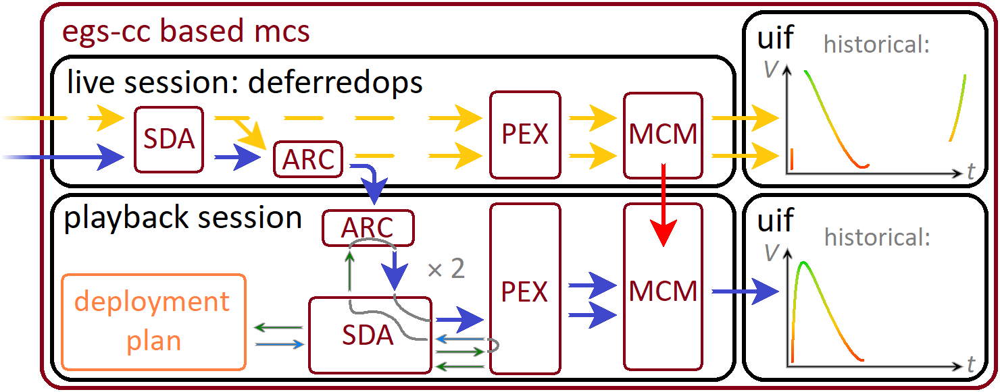 egs-cc based mcs
live session: deferredops
SDA
ARC
PEX
MCM
uif
historical:
V
t
playback session
ARC
× 2
deployment
plan
SDA
PEX
MCM
uif
historical:
V
t